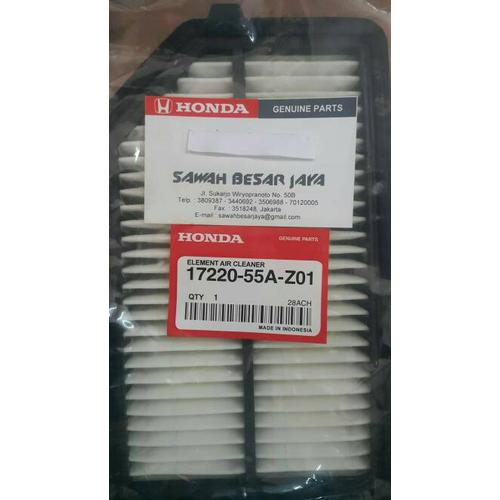 HONDA GENUINE PARTS
SAWAH BESAR JAYA
Jl. Sukarjo Wiryopranoto No. 50B
Telp. : 3809387 - 3440692 - 3506988 - 70120005
Fax. : 3518248, Jakarta
E-mail : sawahbesarjaya@gmail.com
HONDA GENUINE PARTS
ELEMENT AIR CLEANER
17220-55A-Z01
QTY 1
28ACH
MADE IN INDONESIA